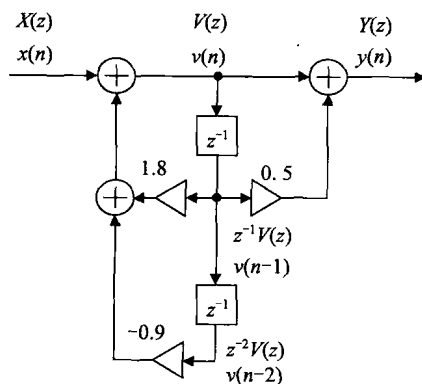 X(z) V(z) Y(z)
x(n) v(n) y(n)
+ +
z⁻¹
1.8 0.5
+
z⁻¹V(z)
v(n−1)
z⁻¹
−0.9
z⁻²V(z)
v(n−2)